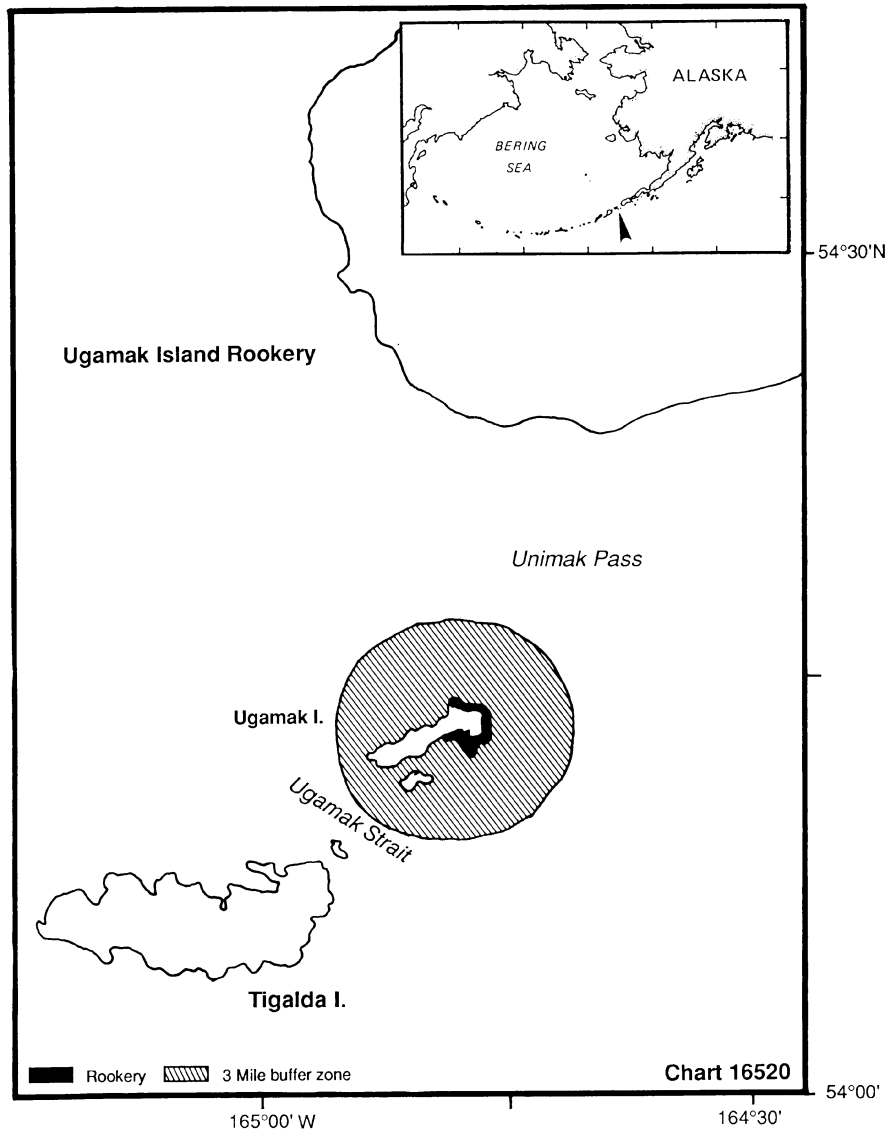 ALASKA
BERING
SEA
54°30'N
Ugamak Island Rookery
Unimak Pass
Ugamak I.
Ugamak Strait
Tigalda I.
Rookery
3 Mile buffer zone
Chart 16520
54°00'
165°00' W
164°30'